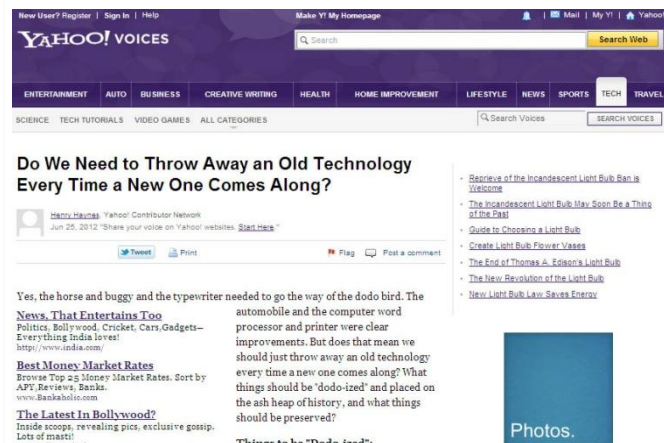 New User? Register | Sign In | Help
Make Y! My Homepage
Mail | My Y! | Yahoo!
YAHOO! VOICES
Search
Search Web
ENTERTAINMENT AUTO BUSINESS CREATIVE WRITING HEALTH HOME IMPROVEMENT LIFESTYLE NEWS SPORTS TECH TRAVEL
SCIENCE TECH TUTORIALS VIDEO GAMES ALL CATEGORIES
Search Voices
SEARCH VOICES
Do We Need to Throw Away an Old Technology
Every Time a New One Comes Along?
Henry Haynes, Yahoo! Contributor Network
Jun 25, 2012 "Share your voice on Yahoo! websites. Start Here."
Tweet Print
Flag Post a comment
Yes, the horse and buggy and the typewriter needed to go the way of the dodo bird. The
automobile and the computer word
processor and printer were clear
improvements. But does that mean we
should just throw away an old technology
every time a new one comes along? What
things should be "dodo-ized" and placed on
the ash heap of history, and what things
should be preserved?
Things to be "Dodo-ized":
News, That Entertains Too
Politics, Bollywood, Cricket, Cars,Gadgets—
Everything India loves!
http://www.india.com/
Best Money Market Rates
Browse Top 25 Money Market Rates. Sort by
APY,Reviews, Banks.
www.Bankaholic.com
The Latest In Bollywood?
Inside scoops, revealing pics, exclusive gossip.
Lots of masti!
Reprieve of the Incandescent Light Bulb Ban is
Welcome
The Incandescent Light Bulb May Soon Be a Thing
of the Past
Guide to Choosing a Light Bulb
Create Light Bulb Flower Vases
The End of Thomas A. Edison's Light Bulb
The New Revolution of the Light Bulb
New Light Bulb Law Saves Energy
Photos.